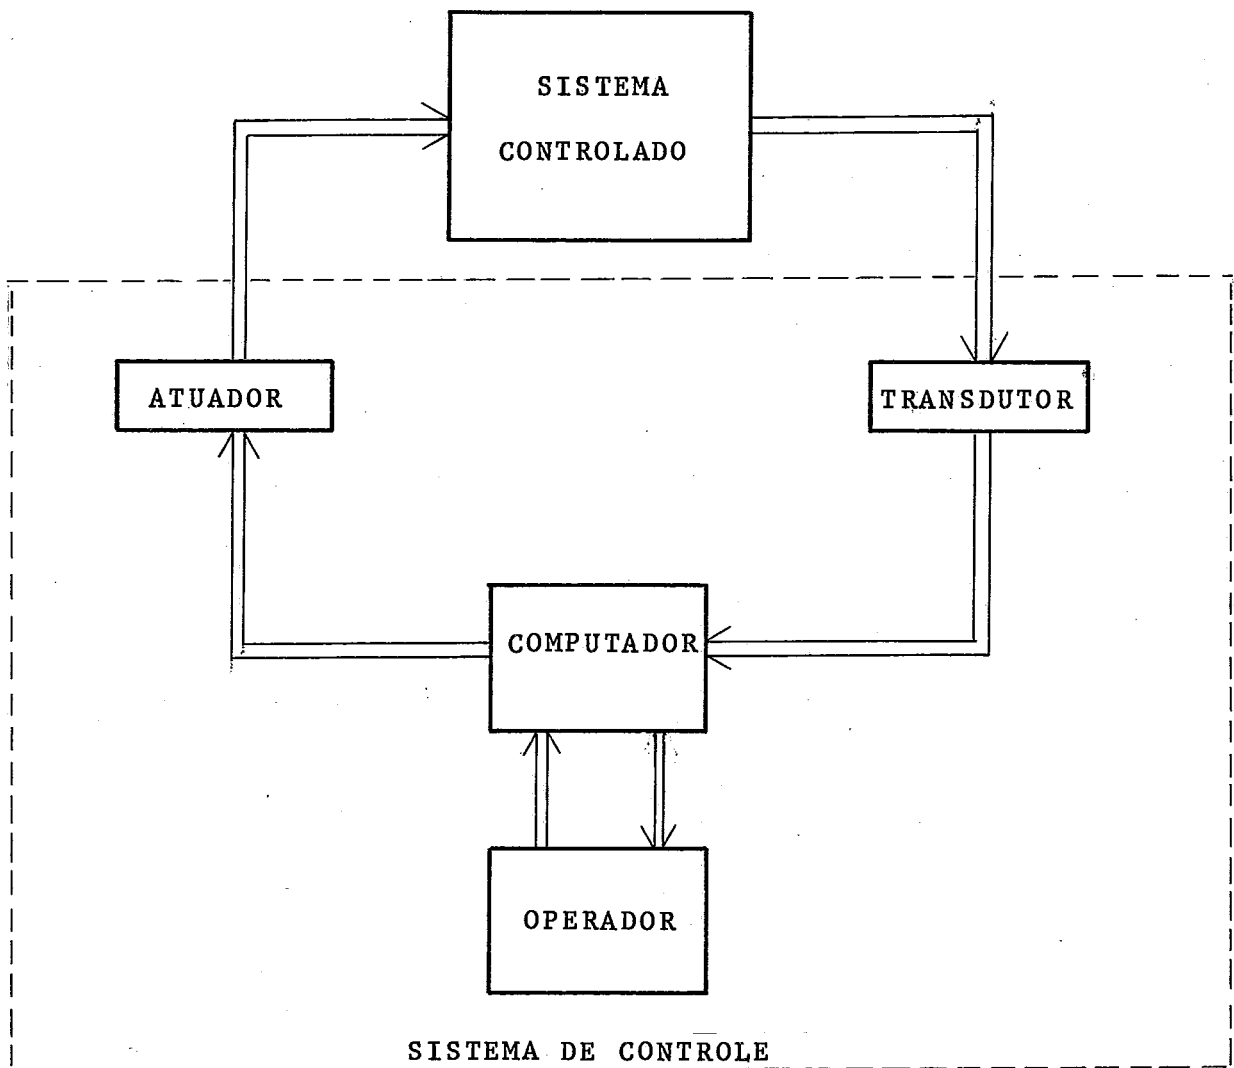 SISTEMA
CONTROLADO
ATUADOR
TRANSDUTOR
COMPUTADOR
OPERADOR
SISTEMA DE CONTROLE